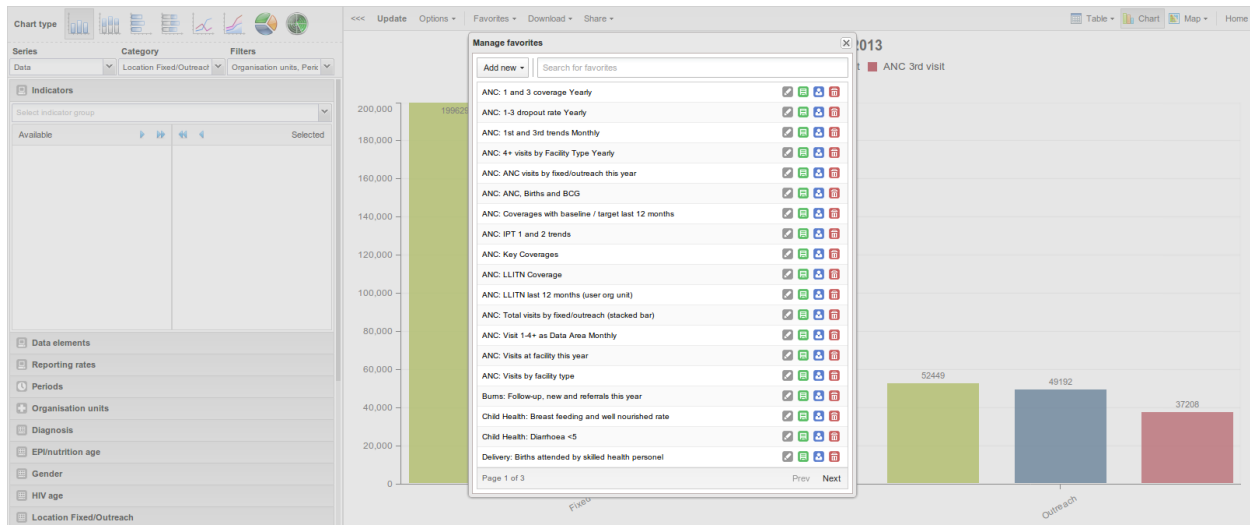 Chart type
<<< Update Options Favorites Download Share Table Chart Map Home
Series Category Filters
Data Location Fixed/Outreach Organisation units, Peric
Indicators
Select indicator group
Available Selected
Data elements
Reporting rates
Periods
Organisation units
Diagnosis
EPI/nutrition age
Gender
HIV age
Location Fixed/Outreach
2013
ANC 3rd visit
200,000
180,000
160,000
140,000
120,000
100,000
80,000
60,000
40,000
20,000
0
199629
52449
49192
37208
Fixed
Outreach
Manage favorites
Add new Search for favorites
ANC: 1 and 3 coverage Yearly
ANC: 1-3 dropout rate Yearly
ANC: 1st and 3rd trends Monthly
ANC: 4+ visits by Facility Type Yearly
ANC: ANC visits by fixed/outreach this year
ANC: ANC, Births and BCG
ANC: Coverages with baseline / target last 12 months
ANC: IPT 1 and 2 trends
ANC: Key Coverages
ANC: LLITN Coverage
ANC: LLITN last 12 months (user org unit)
ANC: Total visits by fixed/outreach (stacked bar)
ANC: Visit 1-4+ as Data Area Monthly
ANC: Visits at facility this year
ANC: Visits by facility type
Burns: Follow-up, new and referrals this year
Child Health: Breast feeding and well nourished rate
Child Health: Diarrhoea <5
Delivery: Births attended by skilled health personel
Page 1 of 3 Prev Next